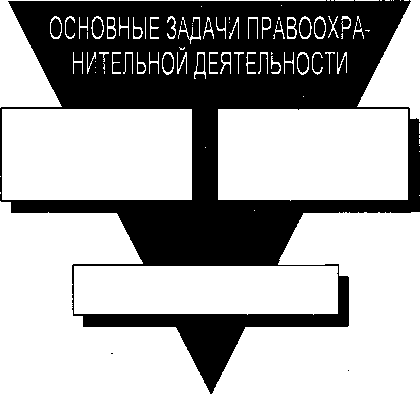 ОСНОВНЫЕ ЗАДАЧИ ПРАВООХРА-
НИТЕЛЬНОЙ ДЕЯТЕЛЬНОСТИ